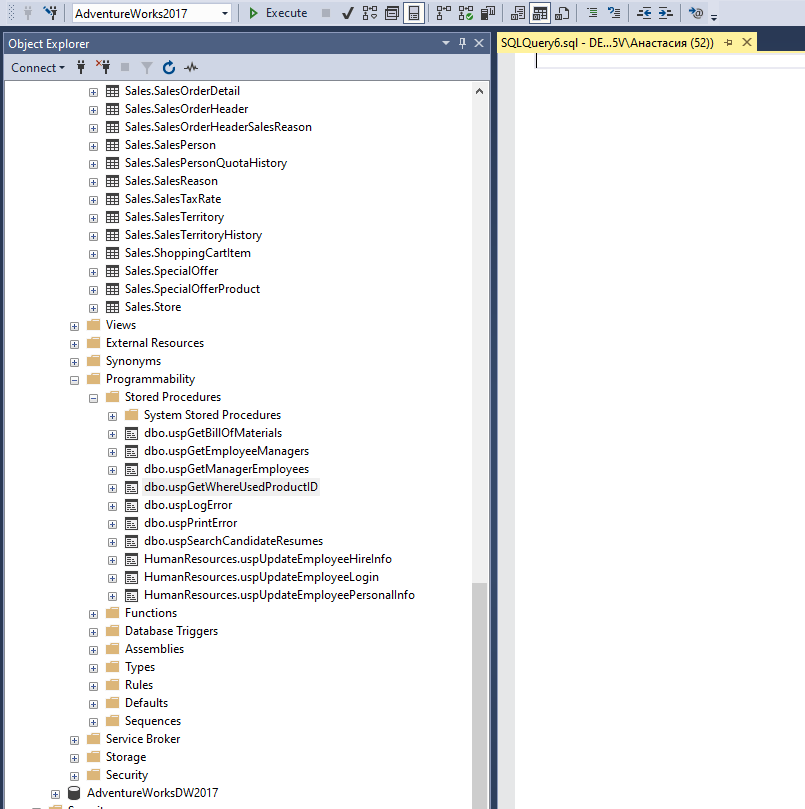 AdventureWorks2017
Execute
Object Explorer
SQLQuery6.sql - DE...5V\Анастасия (52))
Connect
Sales.SalesOrderDetail
Sales.SalesOrderHeader
Sales.SalesOrderHeaderSalesReason
Sales.SalesPerson
Sales.SalesPersonQuotaHistory
Sales.SalesReason
Sales.SalesTaxRate
Sales.SalesTerritory
Sales.SalesTerritoryHistory
Sales.ShoppingCartItem
Sales.SpecialOffer
Sales.SpecialOfferProduct
Sales.Store
Views
External Resources
Synonyms
Programmability
Stored Procedures
System Stored Procedures
dbo.uspGetBillOfMaterials
dbo.uspGetEmployeeManagers
dbo.uspGetManagerEmployees
dbo.uspGetWhereUsedProductID
dbo.uspLogError
dbo.uspPrintError
dbo.uspSearchCandidateResumes
HumanResources.uspUpdateEmployeeHireInfo
HumanResources.uspUpdateEmployeeLogin
HumanResources.uspUpdateEmployeePersonalInfo
Functions
Database Triggers
Assemblies
Types
Rules
Defaults
Sequences
Service Broker
Storage
Security
AdventureWorksDW2017